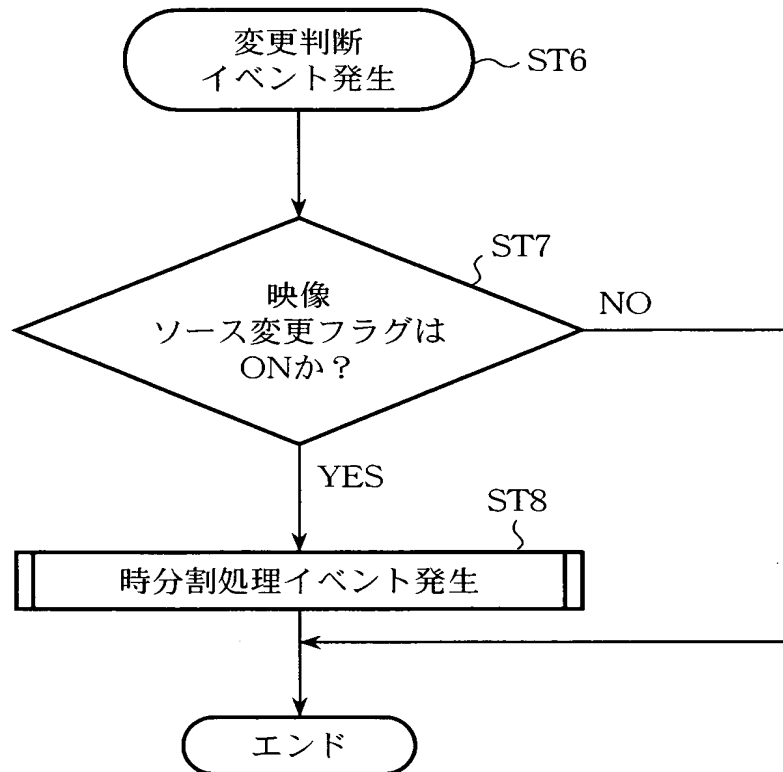 変更判断
イベント発生
ST6
ST7
映像
ソース変更フラグは
ONか？
NO
YES
ST8
時分割処理イベント発生
エンド